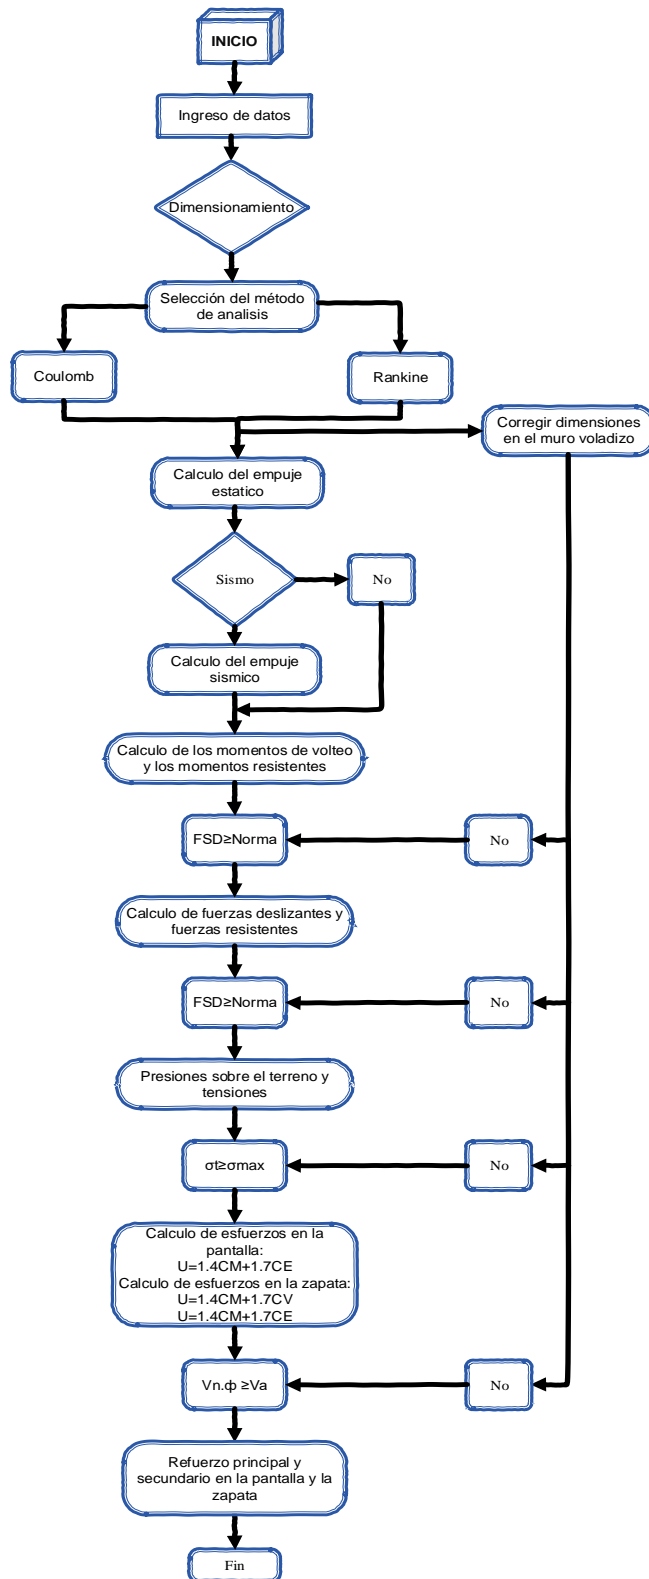 INICIO
Ingreso de datos
Dimensionamiento
Selección del método
de analisis
Coulomb
Rankine
Corregir dimensiones
en el muro voladizo
Calculo del empuje
estatico
Sismo
No
Calculo del empuje
sismico
Calculo de los momentos de volteo
y los momentos resistentes
FSD≥Norma
No
Calculo de fuerzas deslizantes y
fuerzas resistentes
FSD≥Norma
No
Presiones sobre el terreno y
tensiones
σt≥σmax
No
Calculo de esfuerzos en la
pantalla:
U=1.4CM+1.7CE
Calculo de esfuerzos en la zapata:
U=1.4CM+1.7CV
U=1.4CM+1.7CE
Vn.ф ≥Va
No
Refuerzo principal y
secundario en la pantalla y la
zapata
Fin